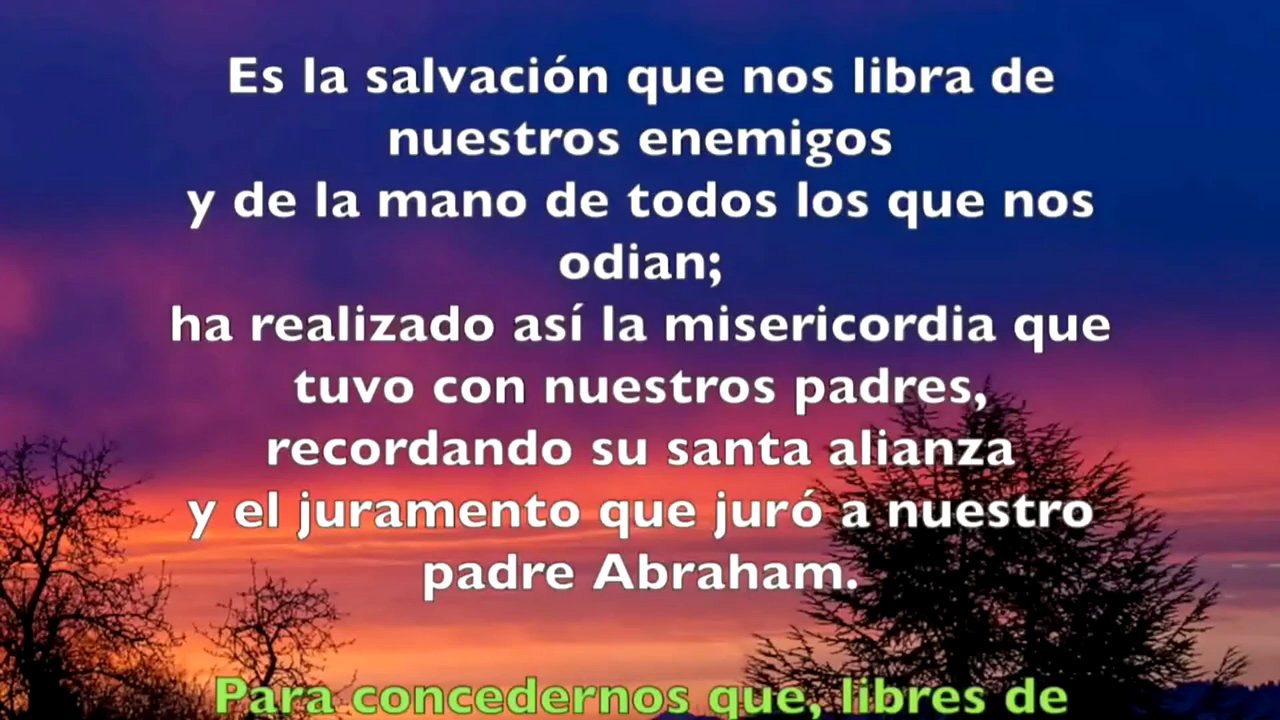 Es la salvación que nos libra de
nuestros enemigos
y de la mano de todos los que nos
odian;
ha realizado así la misericordia que
tuvo con nuestros padres,
recordando su santa alianza
y el juramento que juró a nuestro
padre Abraham.
Para concedernos que, libres de